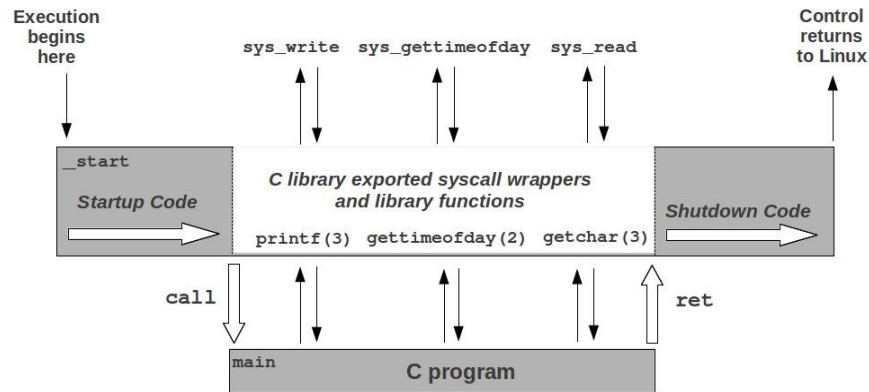 Execution
begins
here
Control
returns
to Linux
sys_write sys_gettimeofday sys_read
_start
C library exported syscall wrappers
and library functions
Startup Code
Shutdown Code
printf(3) gettimeofday(2) getchar(3)
call
ret
main
C program